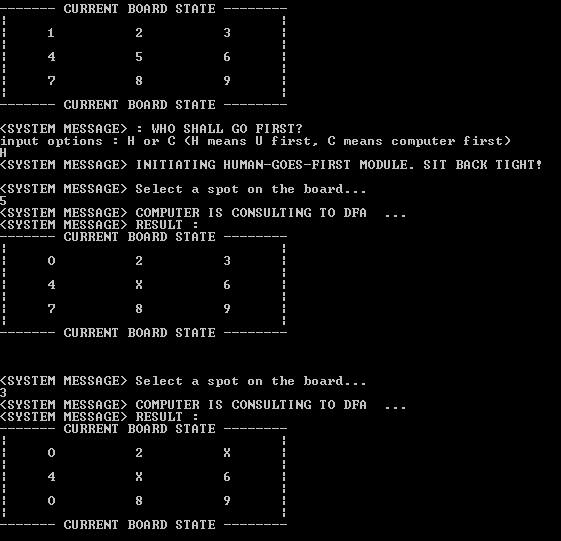 ------- CURRENT BOARD STATE --------
¦ ¦
¦ 1 2 3 ¦
¦ ¦
¦ 4 5 6 ¦
¦ ¦
¦ 7 8 9 ¦
¦ ¦
------- CURRENT BOARD STATE --------
<SYSTEM MESSAGE> : WHO SHALL GO FIRST?
input options : H or C (H means U first, C means computer first)
H
<SYSTEM MESSAGE> INITIATING HUMAN-GOES-FIRST MODULE. SIT BACK TIGHT!
<SYSTEM MESSAGE> Select a spot on the board...
5
<SYSTEM MESSAGE> COMPUTER IS CONSULTING TO DFA ...
<SYSTEM MESSAGE> RESULT :
------- CURRENT BOARD STATE --------
¦ ¦
¦ O 2 3 ¦
¦ ¦
¦ 4 X 6 ¦
¦ ¦
¦ 7 8 9 ¦
¦ ¦
------- CURRENT BOARD STATE --------
<SYSTEM MESSAGE> Select a spot on the board...
3
<SYSTEM MESSAGE> COMPUTER IS CONSULTING TO DFA ...
<SYSTEM MESSAGE> RESULT :
------- CURRENT BOARD STATE --------
¦ ¦
¦ O 2 X ¦
¦ ¦
¦ 4 X 6 ¦
¦ ¦
¦ O 8 9 ¦
¦ ¦
------- CURRENT BOARD STATE --------